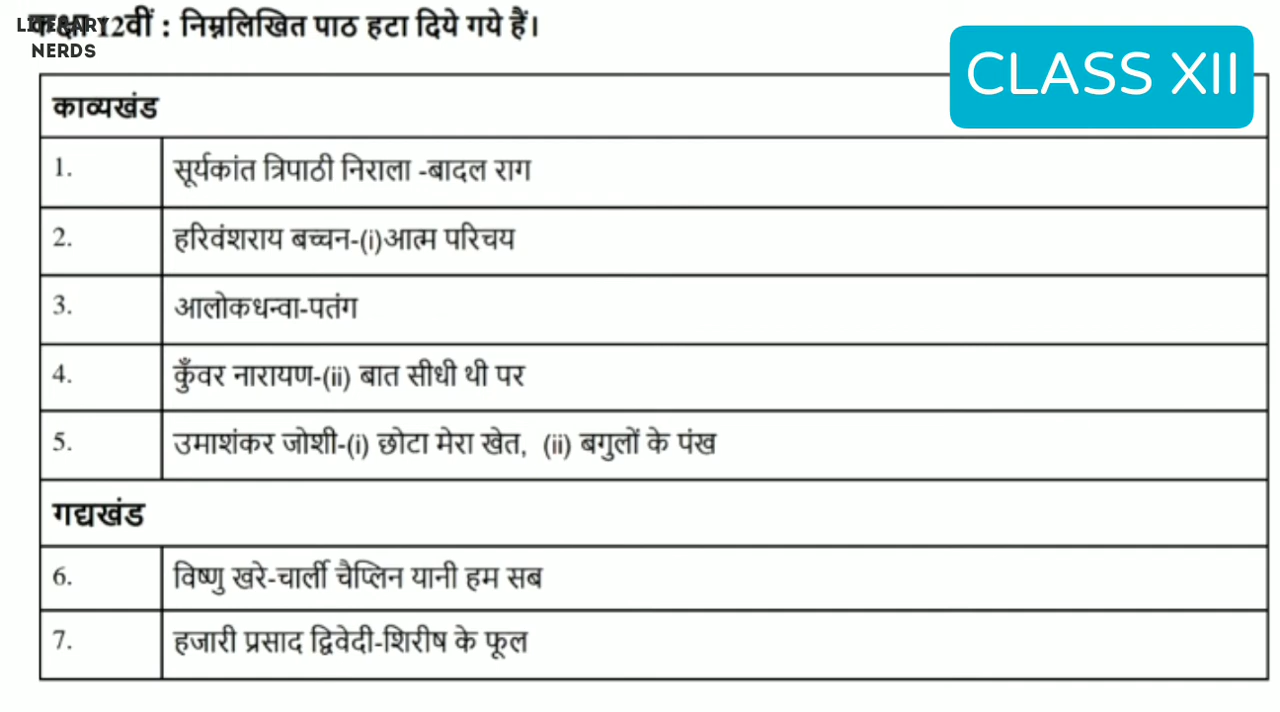 LITERARY
NERDS
कक्षा 12वीं : निम्नलिखित पाठ हटा दिये गये हैं।
CLASS XII
काव्यखंड
1. सूर्यकांत त्रिपाठी निराला -बादल राग
2. हरिवंशराय बच्चन-(i)आत्म परिचय
3. आलोकधन्वा-पतंग
4. कुँवर नारायण-(ii) बात सीधी थी पर
5. उमाशंकर जोशी-(i) छोटा मेरा खेत, (ii) बगुलों के पंख
गद्यखंड
6. विष्णु खरे-चार्ली चैप्लिन यानी हम सब
7. हजारी प्रसाद द्विवेदी-शिरीष के फूल